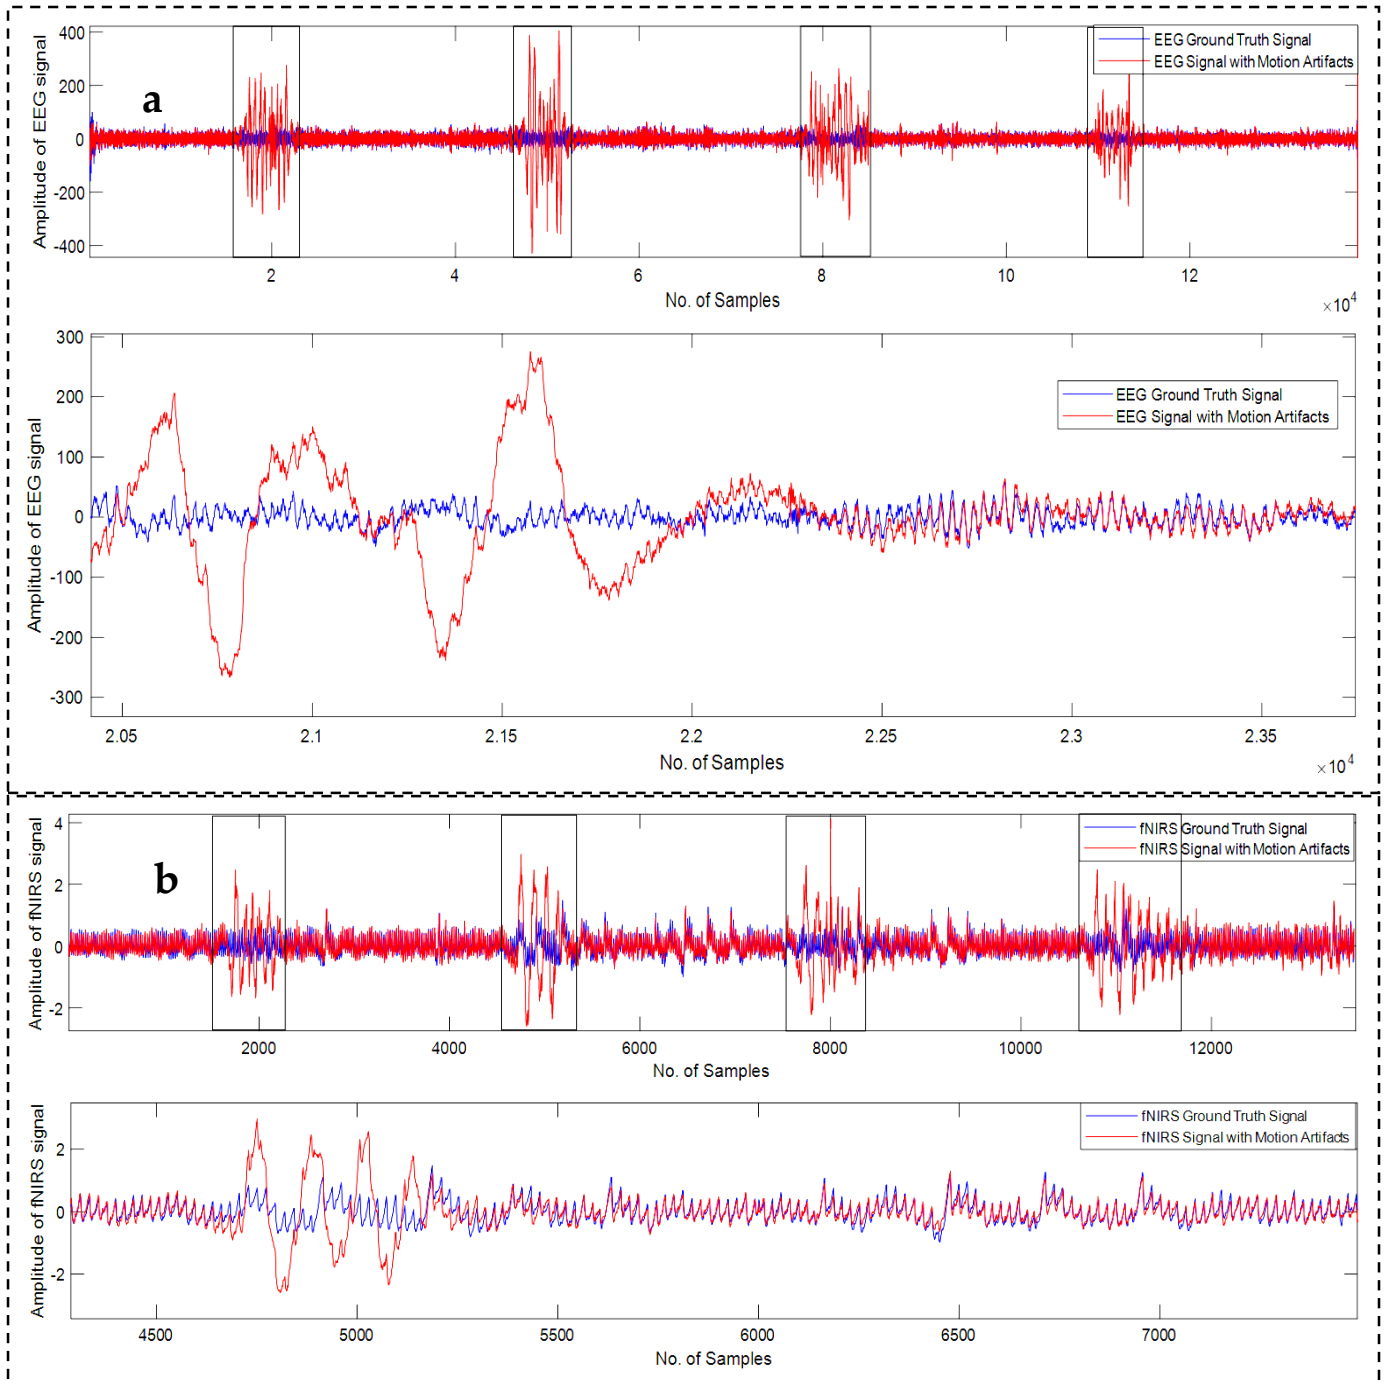 a
Amplitude of EEG signal
400
200
0
-200
-400
EEG Ground Truth Signal
EEG Signal with Motion Artifacts
2 4 6 8 10 12
No. of Samples
×10⁴
Amplitude of EEG signal
300
200
100
0
-100
-200
-300
EEG Ground Truth Signal
EEG Signal with Motion Artifacts
2.05 2.1 2.15 2.2 2.25 2.3 2.35
No. of Samples
×10⁴
b
Amplitude of fNIRS signal
4
2
0
-2
fNIRS Ground Truth Signal
fNIRS Signal with Motion Artifacts
2000 4000 6000 8000 10000 12000
No. of Samples
Amplitude of fNIRS signal
2
0
-2
fNIRS Ground Truth Signal
fNIRS Signal with Motion Artifacts
4500 5000 5500 6000 6500 7000
No. of Samples